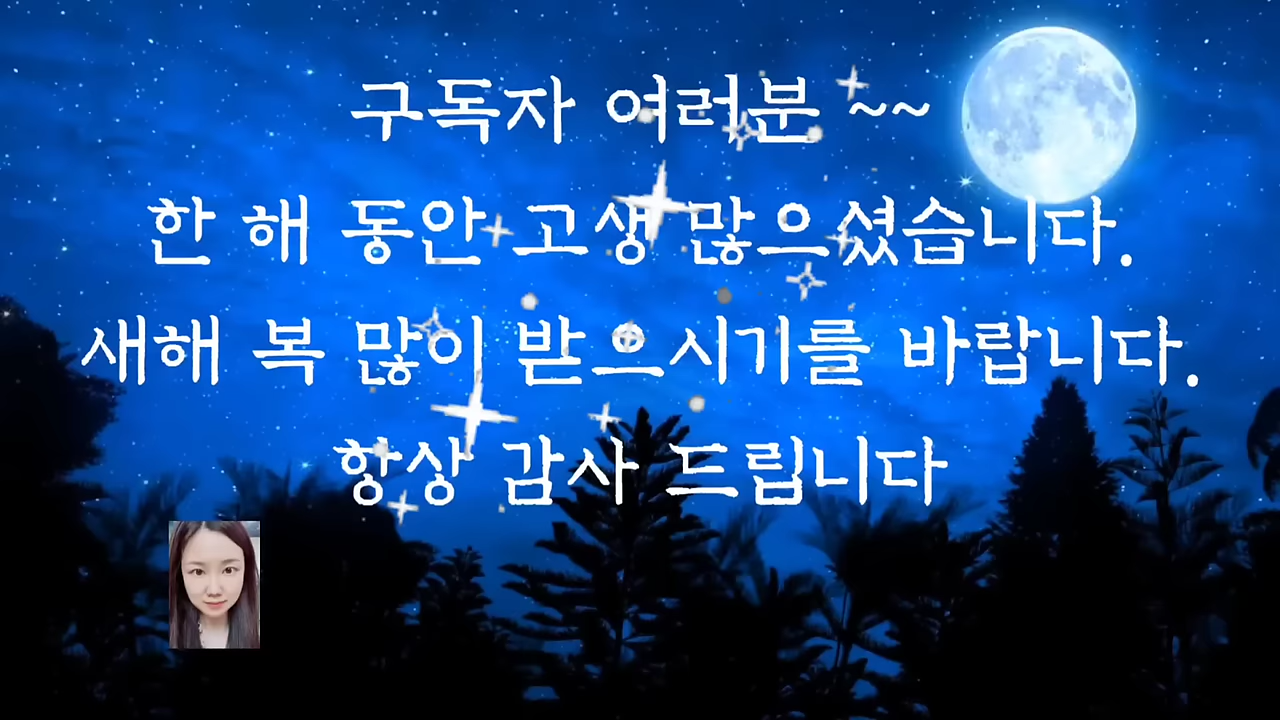 구독자 여러분 ~~
한 해 동안 고생 많으셨습니다.
새해 복 많이 받으시기를 바랍니다.
항상 감사 드립니다